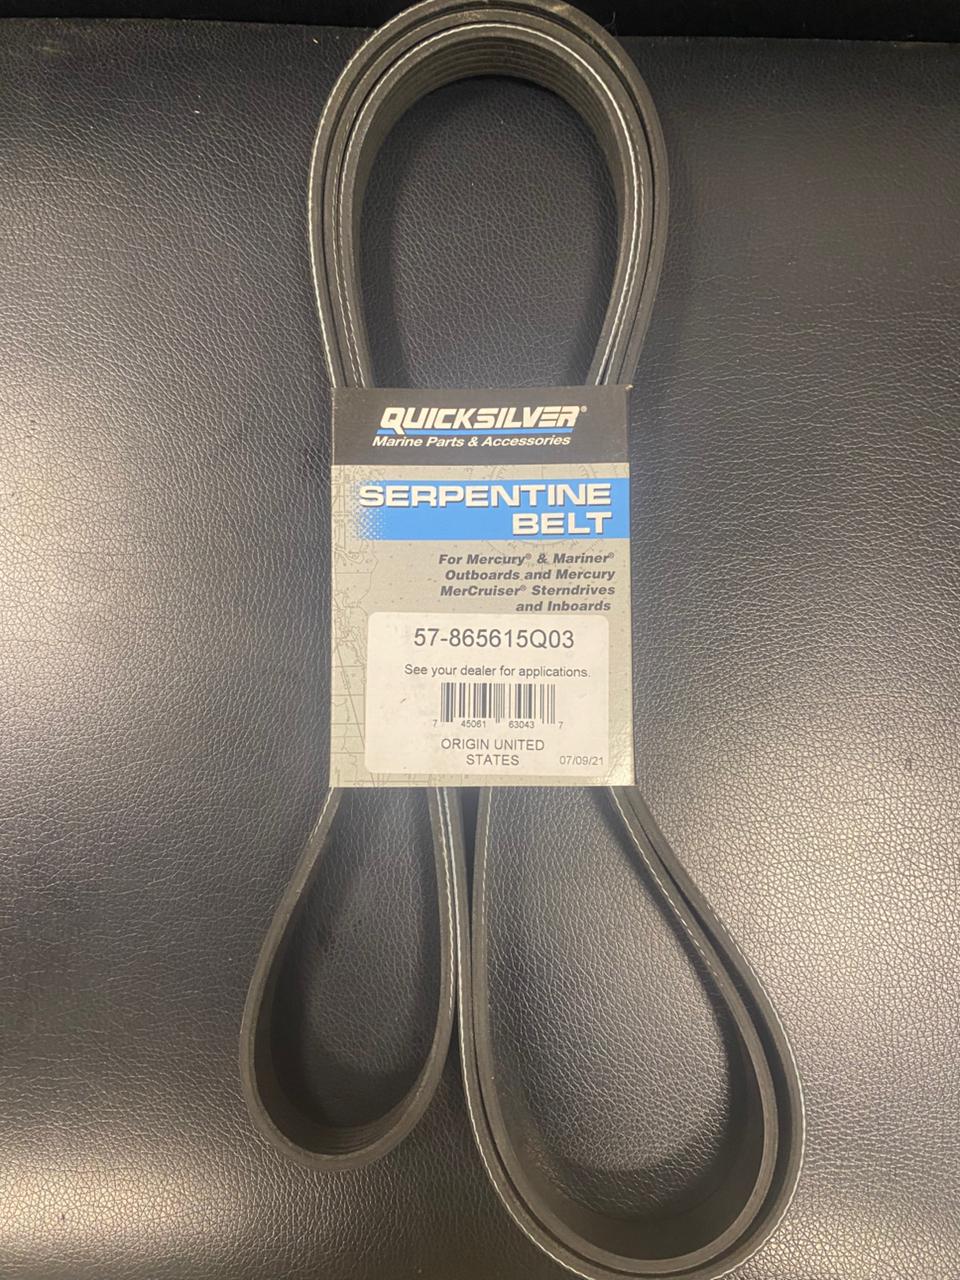 QUICKSILVER®
Marine Parts & Accessories
SERPENTINE
BELT
For Mercury® & Mariner®
Outboards and Mercury
MerCruiser® Sterndrives
and Inboards
57-865615Q03
See your dealer for applications.
7 45061 63043 7
ORIGIN UNITED
STATES 07/09/21